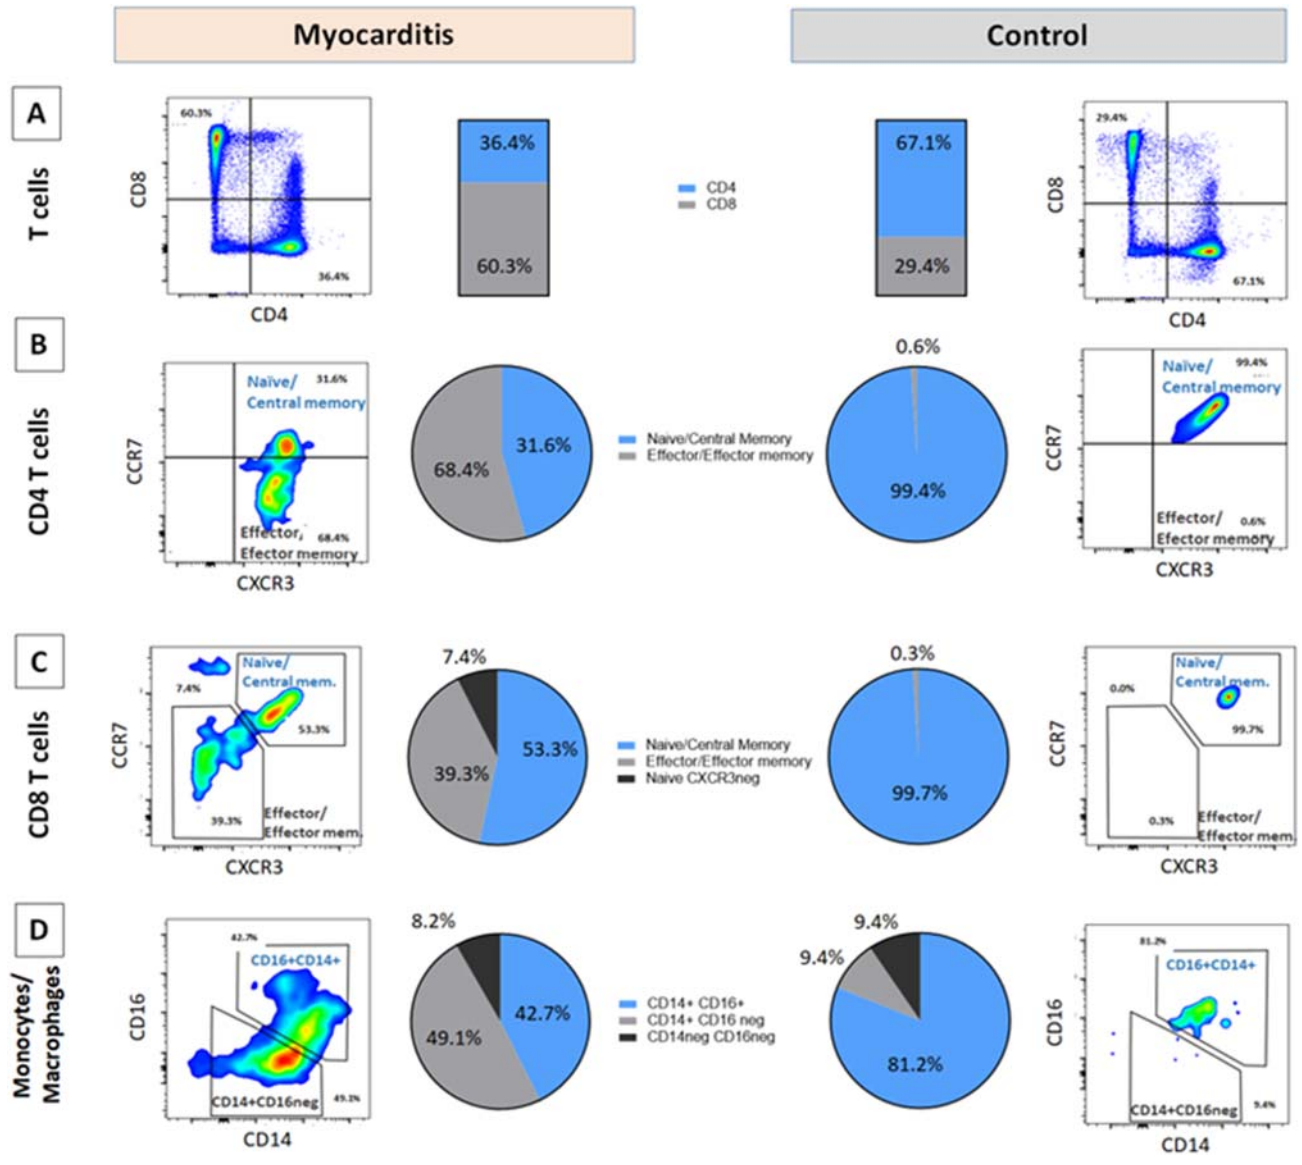 Myocarditis
Control
A
T cells
60.3%
CD8
36.4%
CD4
36.4%
60.3%
CD4
CD8
67.1%
29.4%
29.4%
CD8
67.1%
CD4
B
CD4 T cells
Naïve/
31.6%
Central memory
CCR7
Effector/
68.4%
Efector memory
CXCR3
31.6%
68.4%
Naive/Central Memory
Effector/Effector memory
0.6%
99.4%
Naïve/
99.4%
Central memory
CCR7
Effector/
0.6%
Efector memory
CXCR3
C
CD8 T cells
Naïve/
Central mem.
7.4%
53.3%
CCR7
39.3%
Effector/
Effector mem.
CXCR3
7.4%
53.3%
39.3%
Naive/Central Memory
Effector/Effector memory
Naive CXCR3neg
0.3%
99.7%
Naïve/
Central mem.
0.0%
99.7%
CCR7
0.3%
Effector/
Effector mem.
CXCR3
D
Monocytes/
Macrophages
42.7%
CD16+CD14+
CD16
CD14+CD16neg
49.1%
CD14
8.2%
42.7%
49.1%
CD14+ CD16+
CD14+ CD16 neg
CD14neg CD16neg
9.4%
9.4%
81.2%
81.2%
CD16+CD14+
CD16
CD14+CD16neg
9.4%
CD14